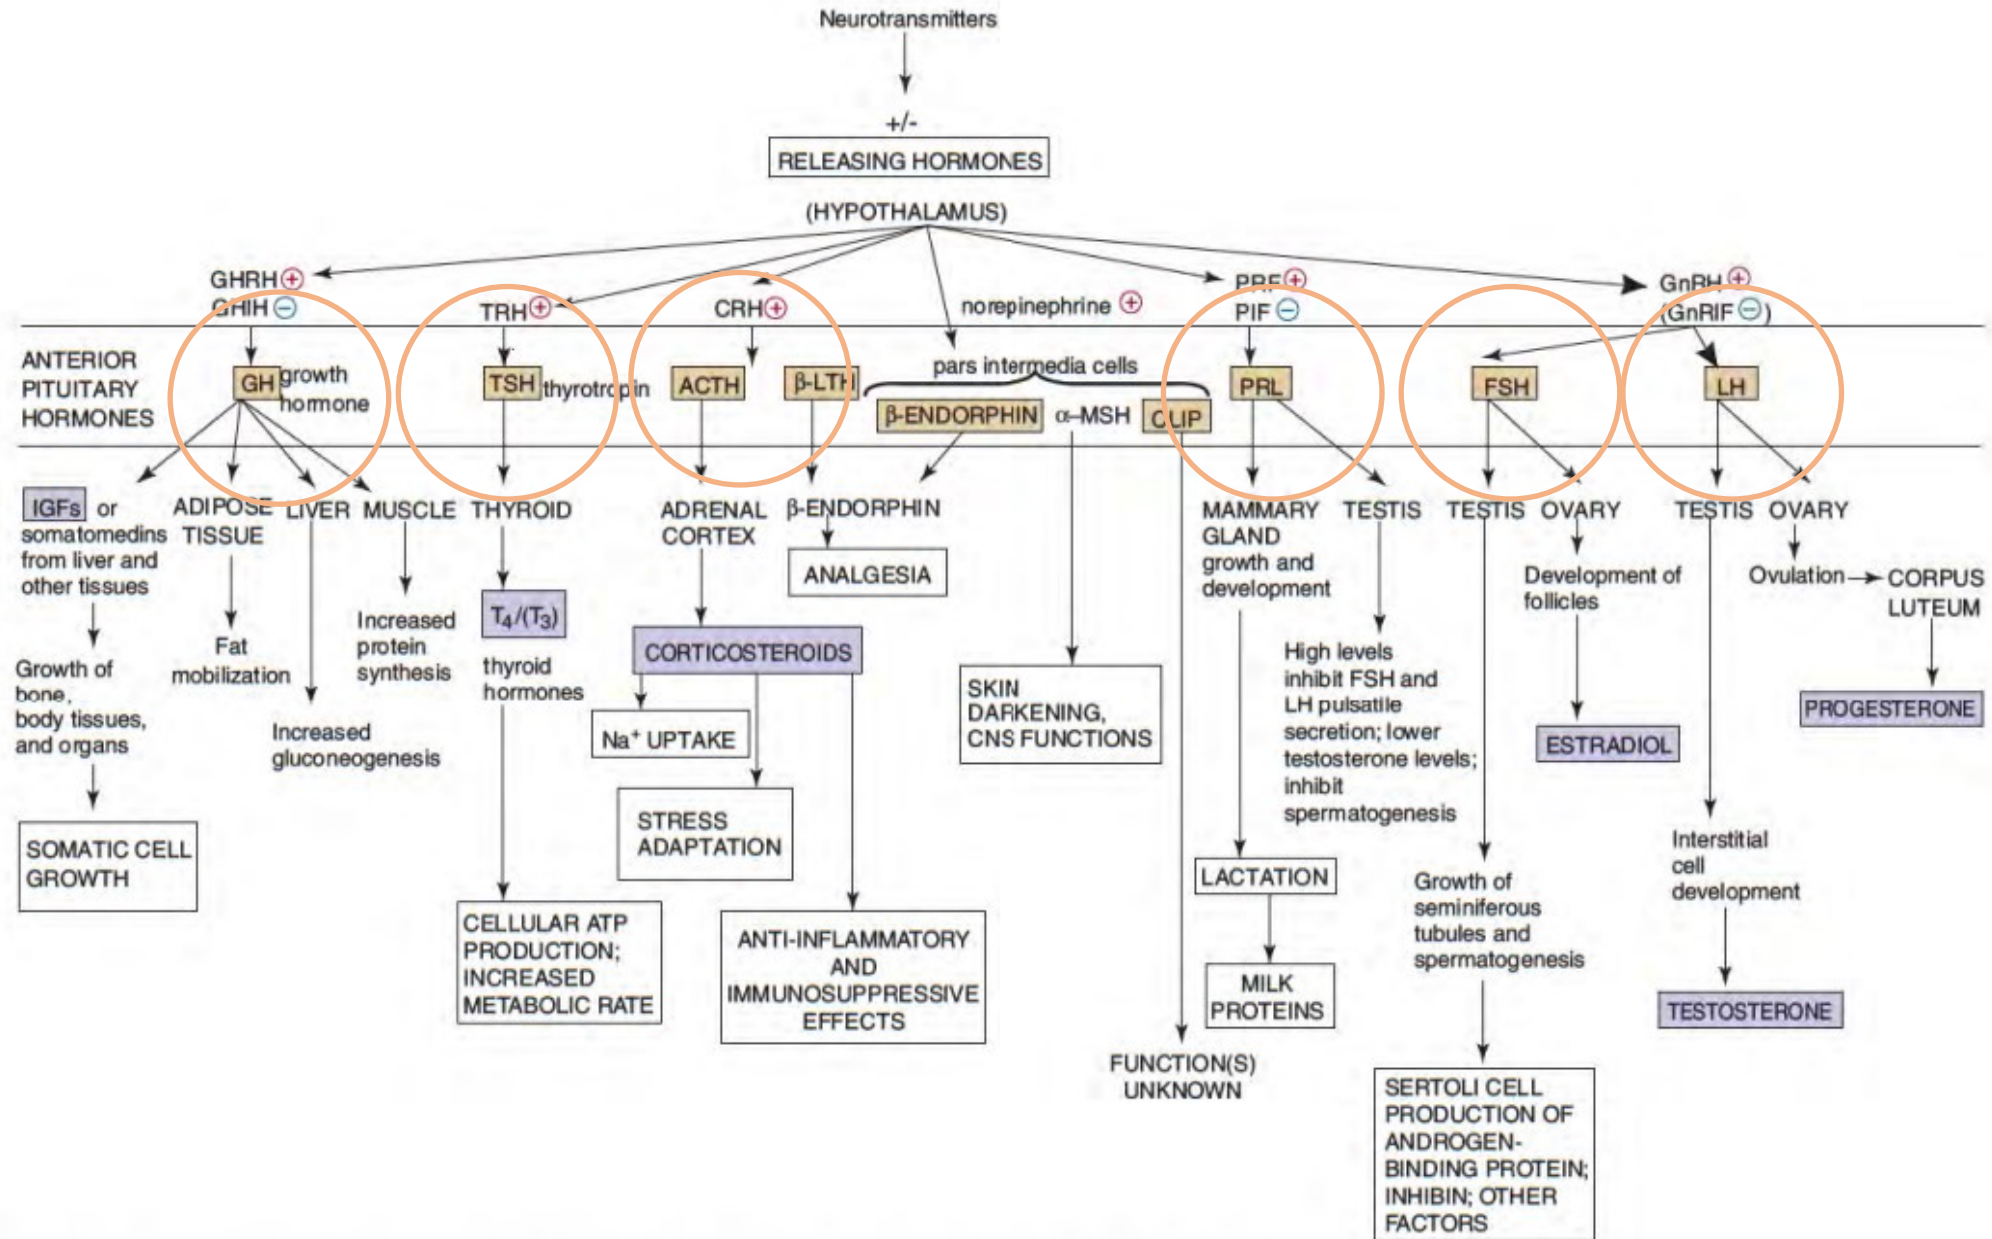 Neurotransmitters
+/-
RELEASING HORMONES
(HYPOTHALAMUS)
GHRH +
GHIH −
TRH +
CRH +
norepinephrine +
PRF +
PIF −
GnRH +
(GnRIF −)
ANTERIOR
PITUITARY
HORMONES
GH growth
hormone
TSH thyrotropin
ACTH
β-LTH
pars intermedia cells
β-ENDORPHIN
α-MSH
CLIP
PRL
FSH
LH
IGFs or
somatomedins
from liver and
other tissues
Growth of
bone,
body tissues,
and organs
SOMATIC CELL
GROWTH
ADIPOSE
TISSUE
Fat
mobilization
LIVER
Increased
gluconeogenesis
MUSCLE
Increased
protein
synthesis
THYROID
T4/(T3)
thyroid
hormones
CELLULAR ATP
PRODUCTION;
INCREASED
METABOLIC RATE
ADRENAL
CORTEX
CORTICOSTEROIDS
Na+ UPTAKE
STRESS
ADAPTATION
ANTI-INFLAMMATORY
AND
IMMUNOSUPPRESSIVE
EFFECTS
β-ENDORPHIN
ANALGESIA
SKIN
DARKENING,
CNS FUNCTIONS
FUNCTION(S)
UNKNOWN
MAMMARY
GLAND
growth and
development
LACTATION
MILK
PROTEINS
TESTIS
High levels
inhibit FSH and
LH pulsatile
secretion; lower
testosterone levels;
inhibit
spermatogenesis
TESTIS
Growth of
seminiferous
tubules and
spermatogenesis
SERTOLI CELL
PRODUCTION OF
ANDROGEN-
BINDING PROTEIN;
INHIBIN; OTHER
FACTORS
OVARY
Development of
follicles
ESTRADIOL
TESTIS
Interstitial
cell
development
TESTOSTERONE
OVARY
Ovulation
CORPUS
LUTEUM
PROGESTERONE